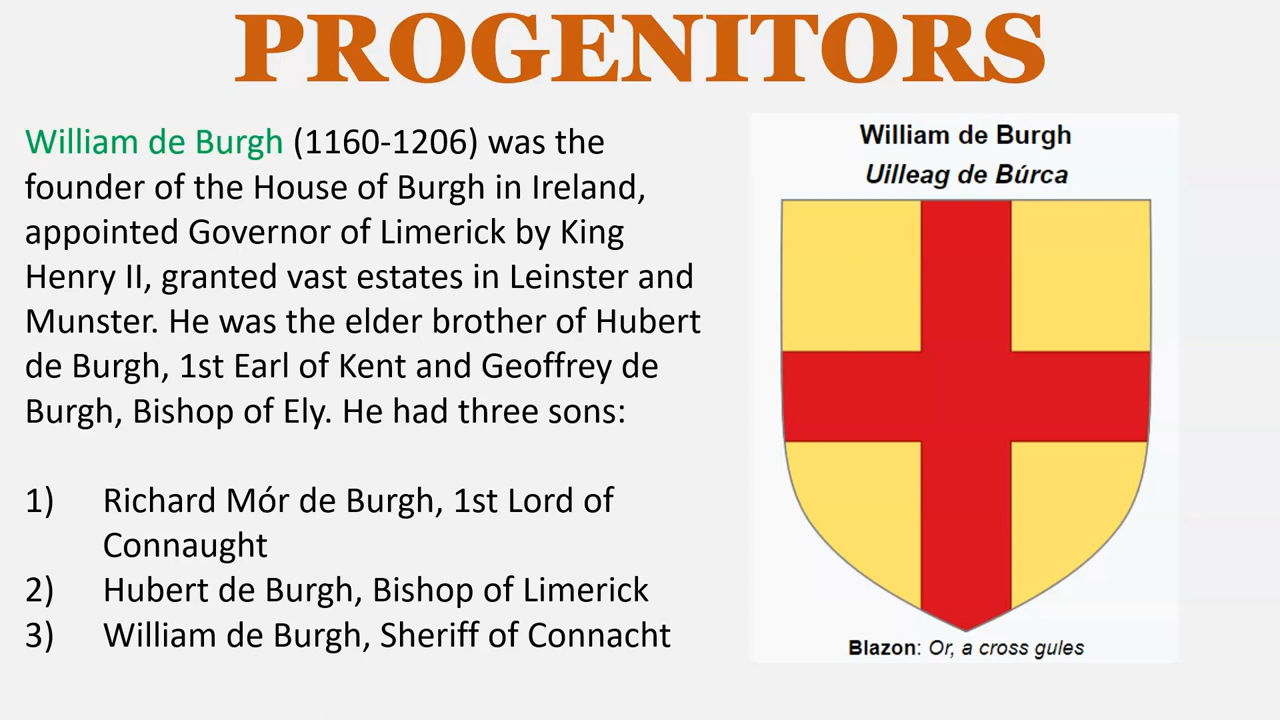 PROGENITORS
William de Burgh (1160-1206) was the
founder of the House of Burgh in Ireland,
appointed Governor of Limerick by King
Henry II, granted vast estates in Leinster and
Munster. He was the elder brother of Hubert
de Burgh, 1st Earl of Kent and Geoffrey de
Burgh, Bishop of Ely. He had three sons:
1) Richard Mór de Burgh, 1st Lord of
Connaught
2) Hubert de Burgh, Bishop of Limerick
3) William de Burgh, Sheriff of Connacht
William de Burgh
Uilleag de Búrca
Blazon: Or, a cross gules